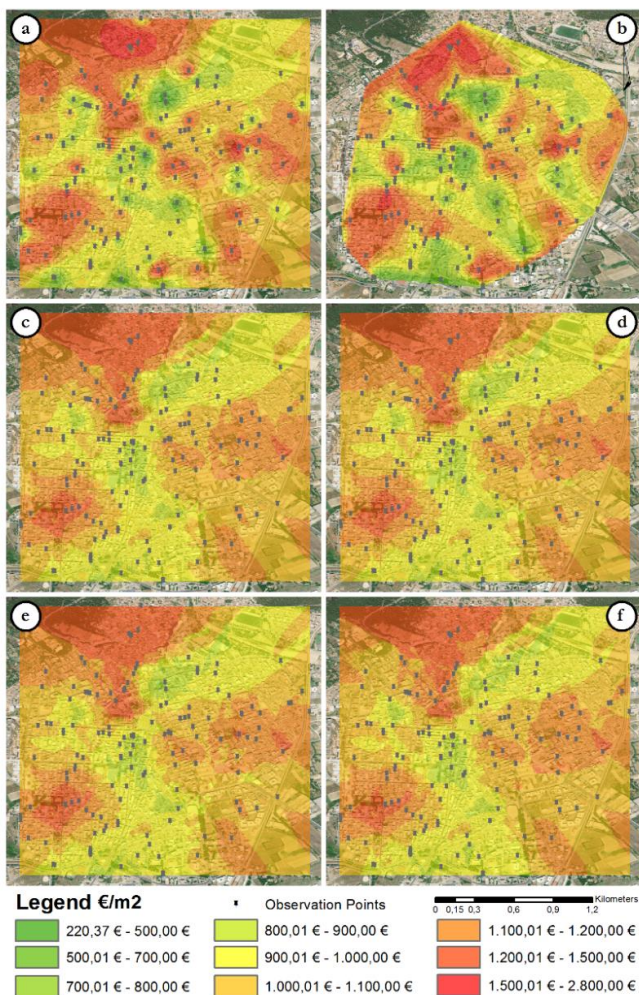 a
b
c
d
e
f
Legend €/m2
Observation Points
Kilometers
0 0,15 0,3 0,6 0,9 1,2
220,37 € - 500,00 €
800,01 € - 900,00 €
1.100,01 € - 1.200,00 €
500,01 € - 700,00 €
900,01 € - 1.000,00 €
1.200,01 € - 1.500,00 €
700,01 € - 800,00 €
1.000,01 € - 1.100,00 €
1.500,01 € - 2.800,00 €